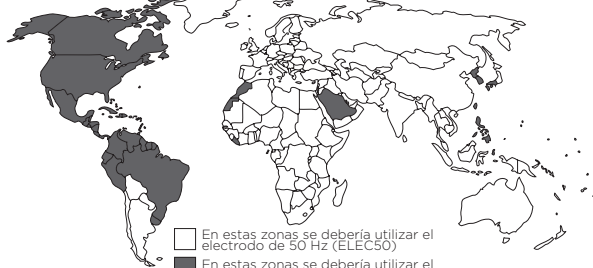 En estas zonas se debería utilizar el
electrodo de 50 Hz (ELEC50)
En estas zonas se debería utilizar el